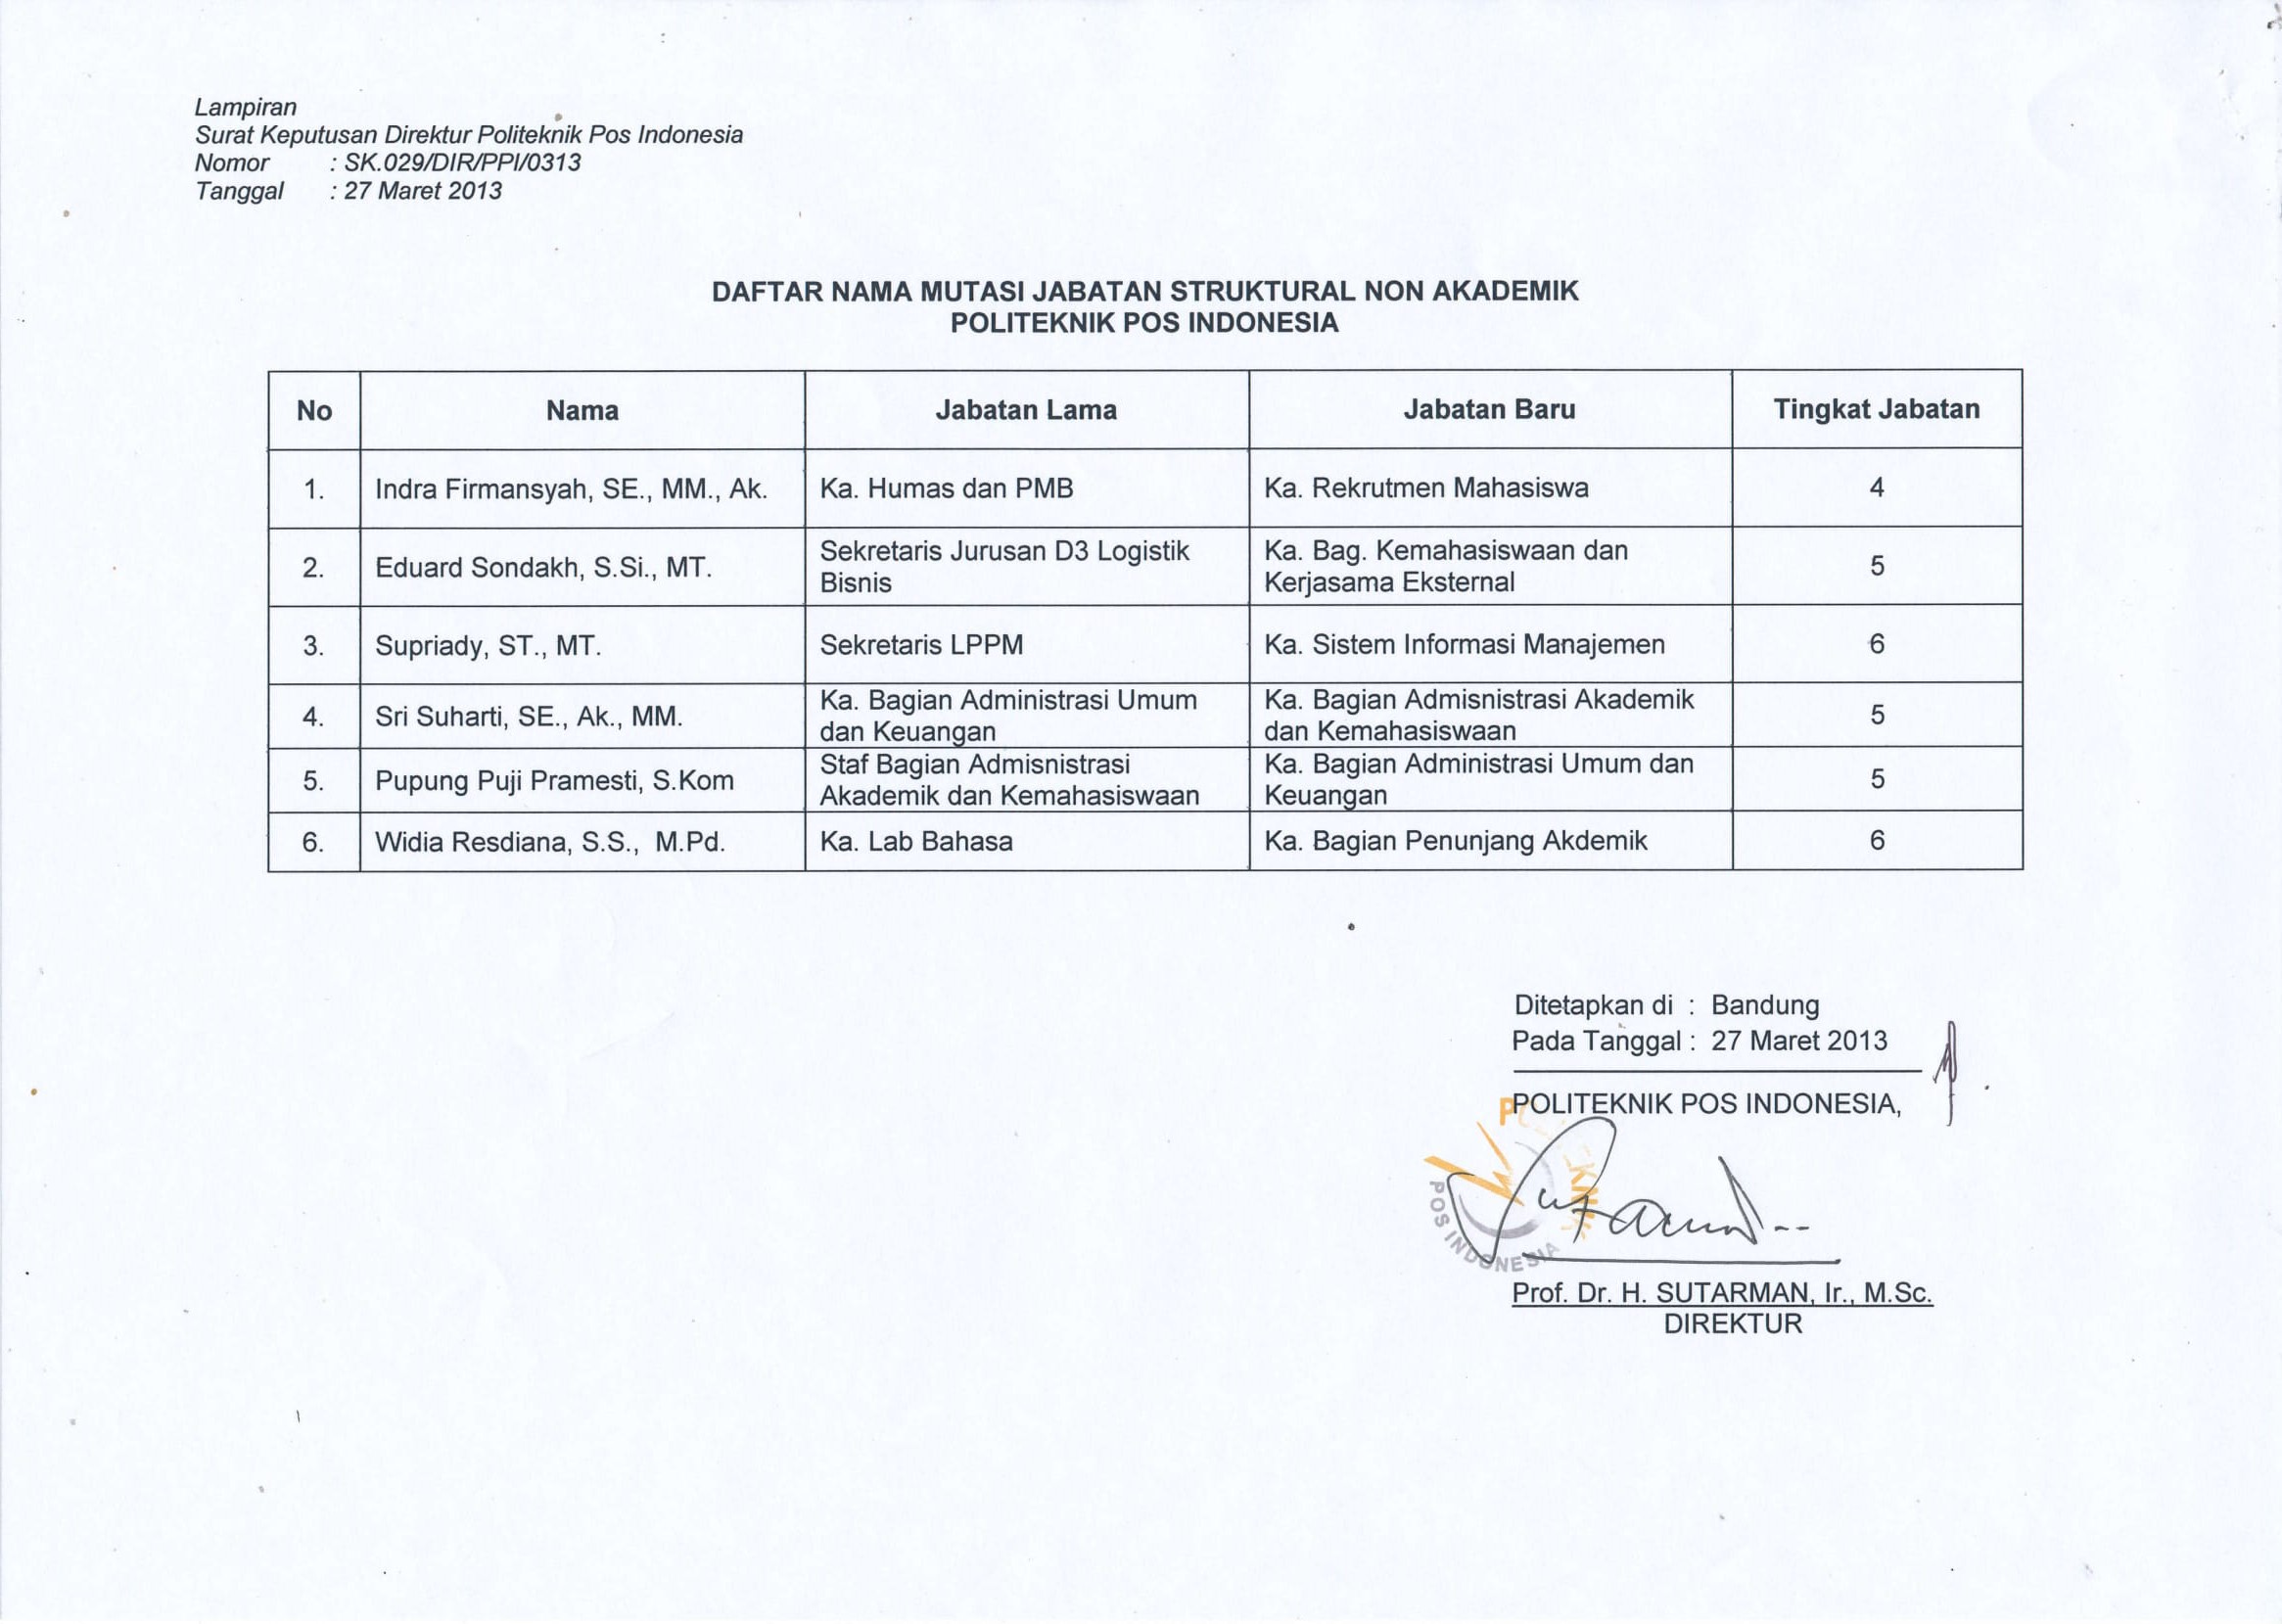 Lampiran
Surat Keputusan Direktur Politeknik Pos Indonesia
Nomor : SK.029/DIR/PPI/0313
Tanggal : 27 Maret 2013
DAFTAR NAMA MUTASI JABATAN STRUKTURAL NON AKADEMIK
POLITEKNIK POS INDONESIA
No Nama Jabatan Lama Jabatan Baru Tingkat Jabatan
1. Indra Firmansyah, SE., MM., Ak. Ka. Humas dan PMB Ka. Rekrutmen Mahasiswa 4
2. Eduard Sondakh, S.Si., MT. Sekretaris Jurusan D3 Logistik
Bisnis
Ka. Bag. Kemahasiswaan dan
Kerjasama Eksternal
5
3. Supriady, ST., MT. Sekretaris LPPM Ka. Sistem Informasi Manajemen 6
4. Sri Suharti, SE., Ak., MM. Ka. Bagian Administrasi Umum
dan Keuangan
Ka. Bagian Admisnistrasi Akademik
dan Kemahasiswaan
5
5. Pupung Puji Pramesti, S.Kom Staf Bagian Admisnistrasi
Akademik dan Kemahasiswaan
Ka. Bagian Administrasi Umum dan
Keuangan
5
6. Widia Resdiana, S.S., M.Pd. Ka. Lab Bahasa Ka. Bagian Penunjang Akdemik 6
Ditetapkan di : Bandung
Pada Tanggal : 27 Maret 2013
POLITEKNIK POS INDONESIA,
POLITEKNIK
POS INDONESIA
Prof. Dr. H. SUTARMAN, Ir., M.Sc.
DIREKTUR